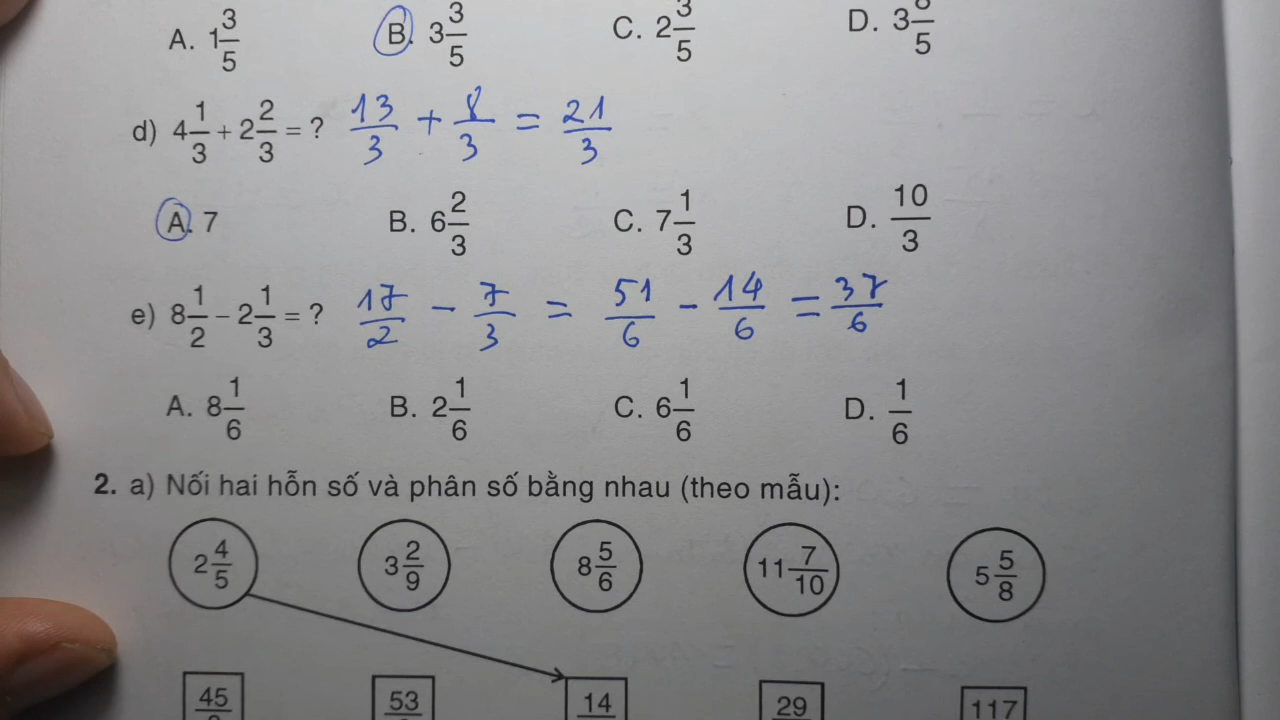 A. 1 3/5 B. 3 3/5 C. 2 3/5 D. 3 /5
d) 4 1/3 + 2 2/3 = ? 13/3 + 8/3 = 21/3
A. 7 B. 6 2/3 C. 7 1/3 D. 10/3
e) 8 1/2 − 2 1/3 = ? 17/2 - 7/3 = 51/6 - 14/6 = 37/6
A. 8 1/6 B. 2 1/6 C. 6 1/6 D. 1/6
2. a) Nối hai hỗn số và phân số bằng nhau (theo mẫu):
2 4/5 3 2/9 8 5/6 11 7/10 5 5/8
45 53 14 29 117